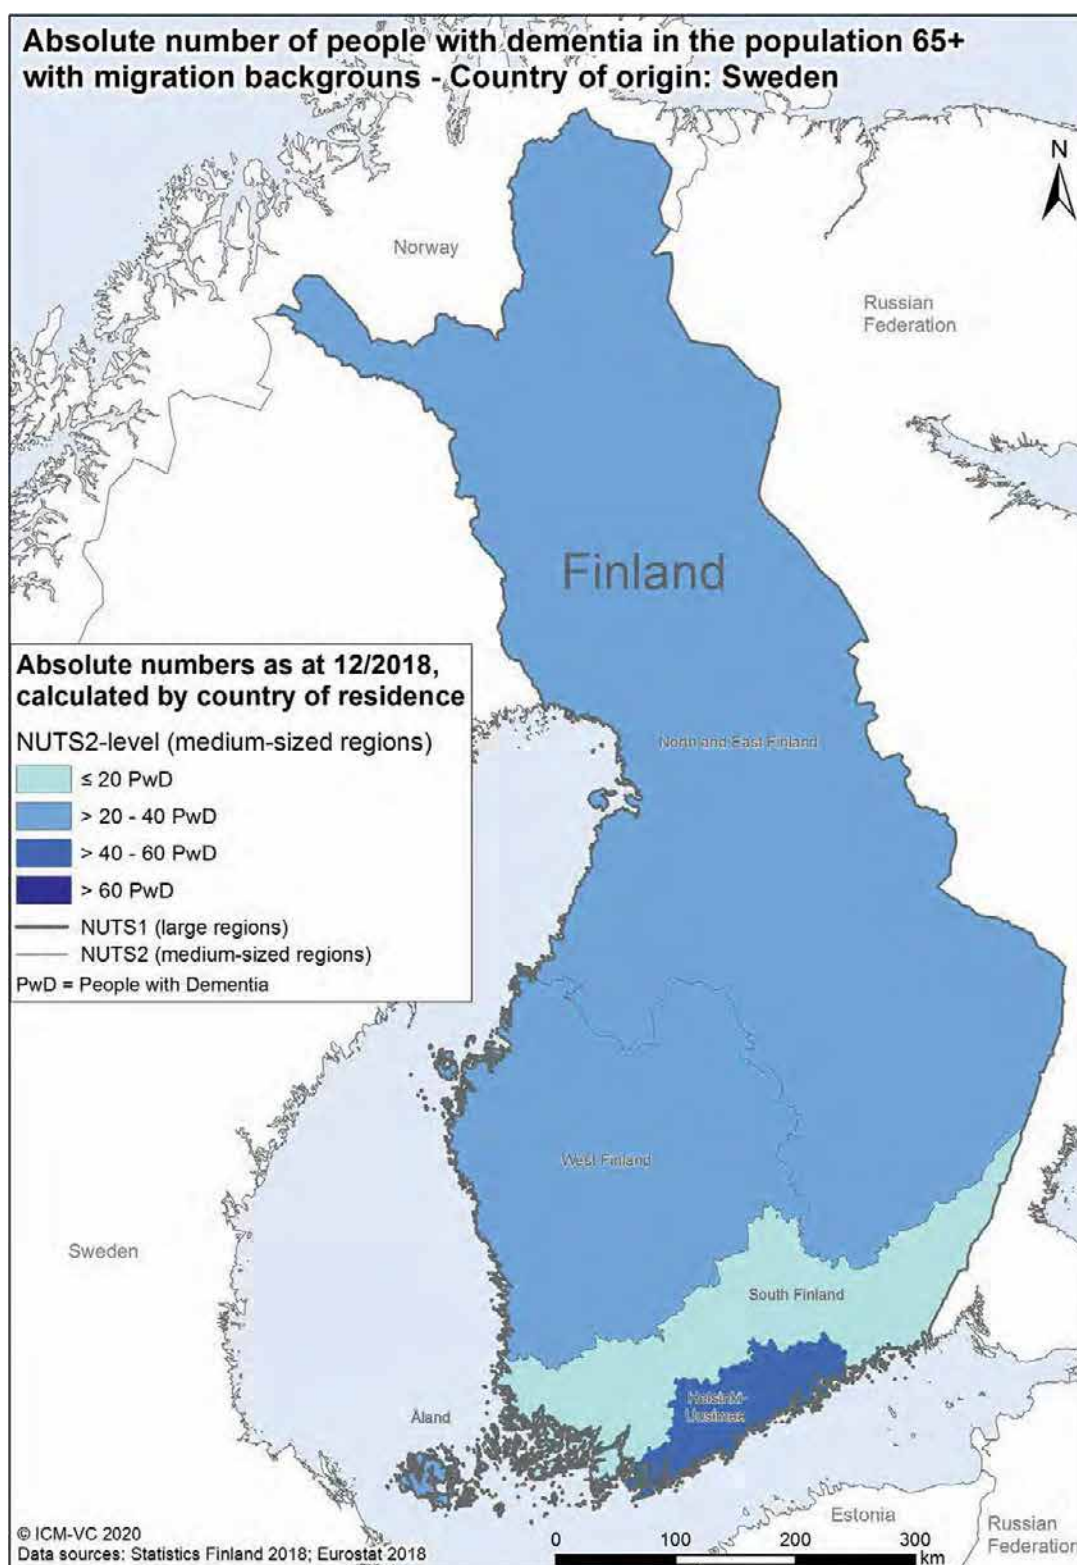 Absolute number of people with dementia in the population 65+
with migration backgrouns - Country of origin: Sweden
N
Norway
Russian
Federation
Finland
Absolute numbers as at 12/2018,
calculated by country of residence
NUTS2-level (medium-sized regions)
≤ 20 PwD
> 20 - 40 PwD
> 40 - 60 PwD
> 60 PwD
NUTS1 (large regions)
NUTS2 (medium-sized regions)
PwD = People with Dementia
North and East Finland
West Finland
Sweden
South Finland
Helsinki-
Uusimaa
Åland
Estonia
Russian
Federation
© ICM-VC 2020
Data sources: Statistics Finland 2018; Eurostat 2018
0 100 200 300
km